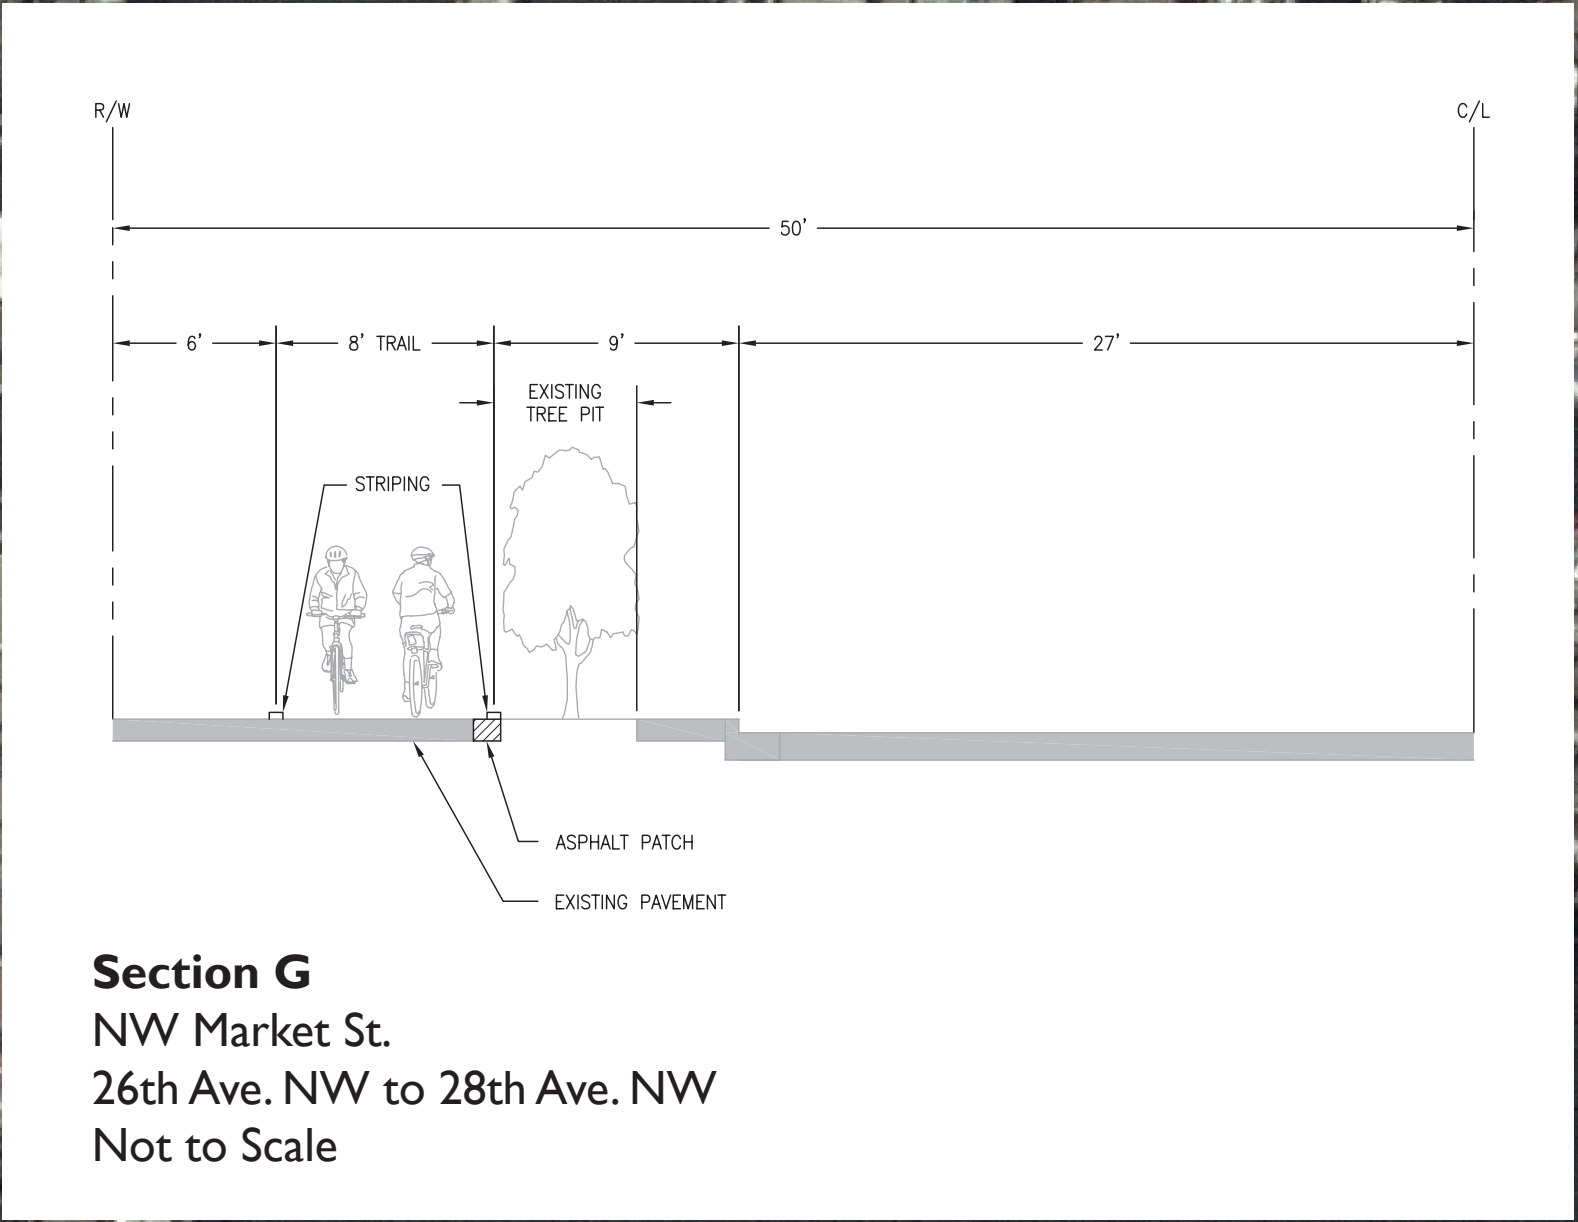 R/W
C/L
50'
6'
8' TRAIL
9'
27'
EXISTING
TREE PIT
STRIPING
ASPHALT PATCH
EXISTING PAVEMENT
Section G
NW Market St.
26th Ave. NW to 28th Ave. NW
Not to Scale